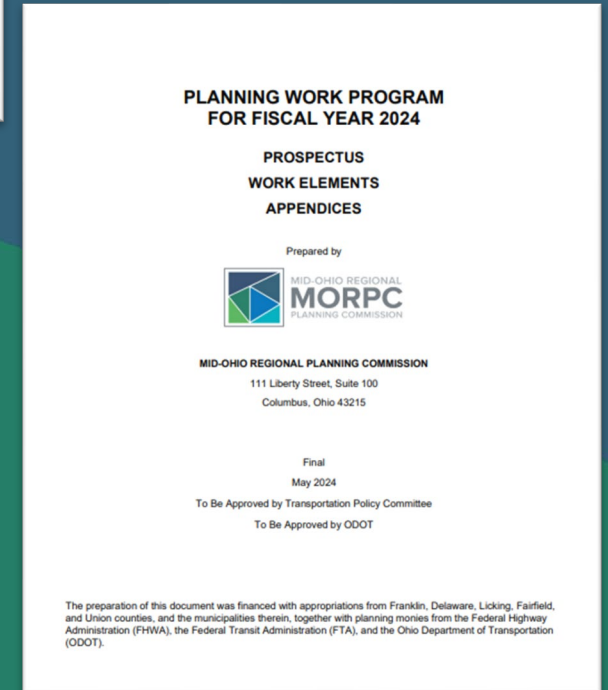 PLANNING WORK PROGRAM
FOR FISCAL YEAR 2024
PROSPECTUS
WORK ELEMENTS
APPENDICES
Prepared by
MID-OHIO REGIONAL
MORPC
PLANNING COMMISSION
MID-OHIO REGIONAL PLANNING COMMISSION
111 Liberty Street, Suite 100
Columbus, Ohio 43215
Final
May 2024
To Be Approved by Transportation Policy Committee
To Be Approved by ODOT
The preparation of this document was financed with appropriations from Franklin, Delaware, Licking, Fairfield,
and Union counties, and the municipalities therein, together with planning monies from the Federal Highway
Administration (FHWA), the Federal Transit Administration (FTA), and the Ohio Department of Transportation
(ODOT).